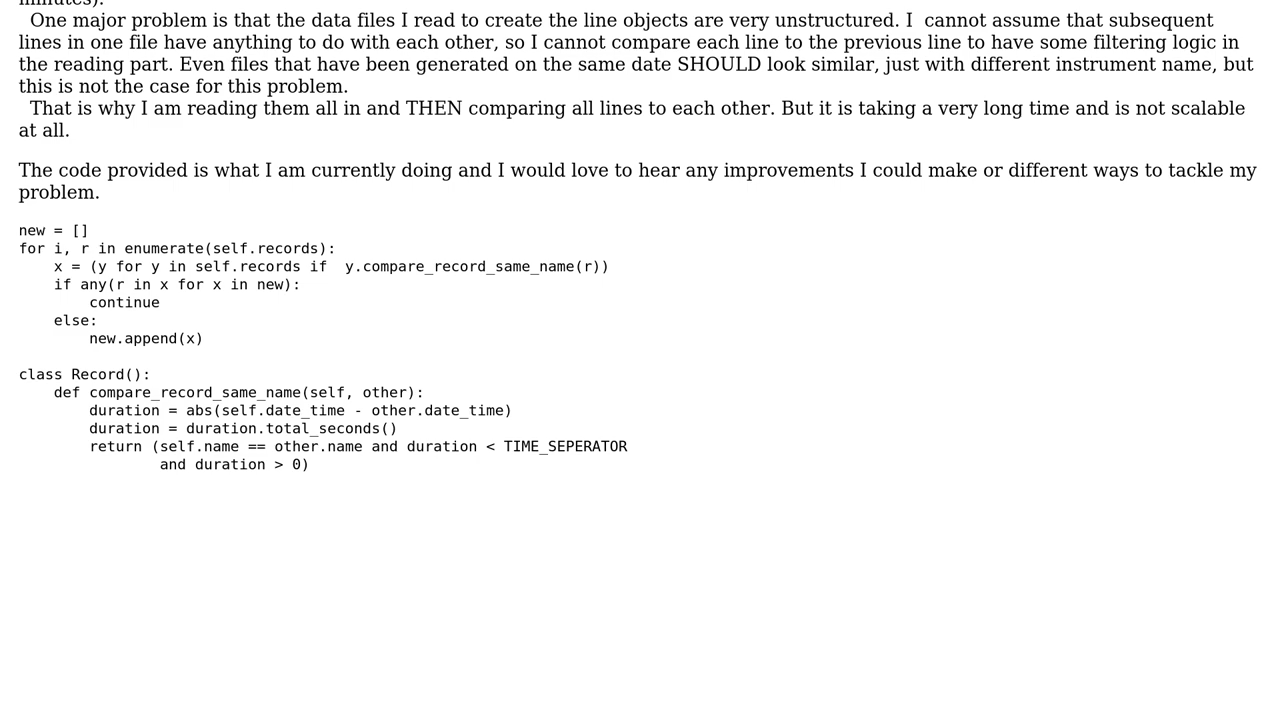 minutes).
One major problem is that the data files I read to create the line objects are very unstructured. I  cannot assume that subsequent
lines in one file have anything to do with each other, so I cannot compare each line to the previous line to have some filtering logic in
the reading part. Even files that have been generated on the same date SHOULD look similar, just with different instrument name, but
this is not the case for this problem.
That is why I am reading them all in and THEN comparing all lines to each other. But it is taking a very long time and is not scalable
at all.
The code provided is what I am currently doing and I would love to hear any improvements I could make or different ways to tackle my
problem.
new = []
for i, r in enumerate(self.records):
    x = (y for y in self.records if  y.compare_record_same_name(r))
    if any(r in x for x in new):
        continue
    else:
        new.append(x)
class Record():
    def compare_record_same_name(self, other):
        duration = abs(self.date_time - other.date_time)
        duration = duration.total_seconds()
        return (self.name == other.name and duration < TIME_SEPERATOR
                and duration > 0)